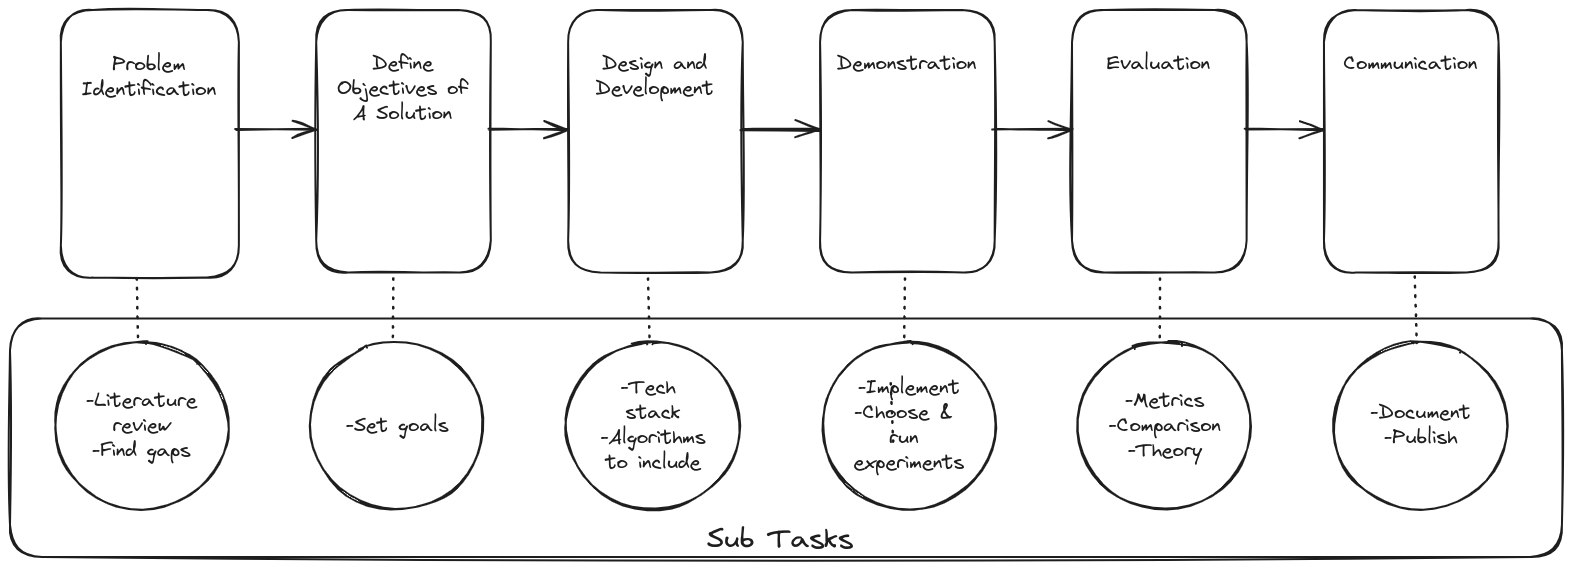 Problem
Identification
Define
Objectives of
A Solution
Design and
Development
Demonstration
Evaluation
Communication
-Literature
review
-Find gaps
-Set goals
-Tech
stack
-Algorithms
to include
-Implement
-Choose &
run
experiments
-Metrics
-Comparison
-Theory
-Document
-Publish
Sub Tasks